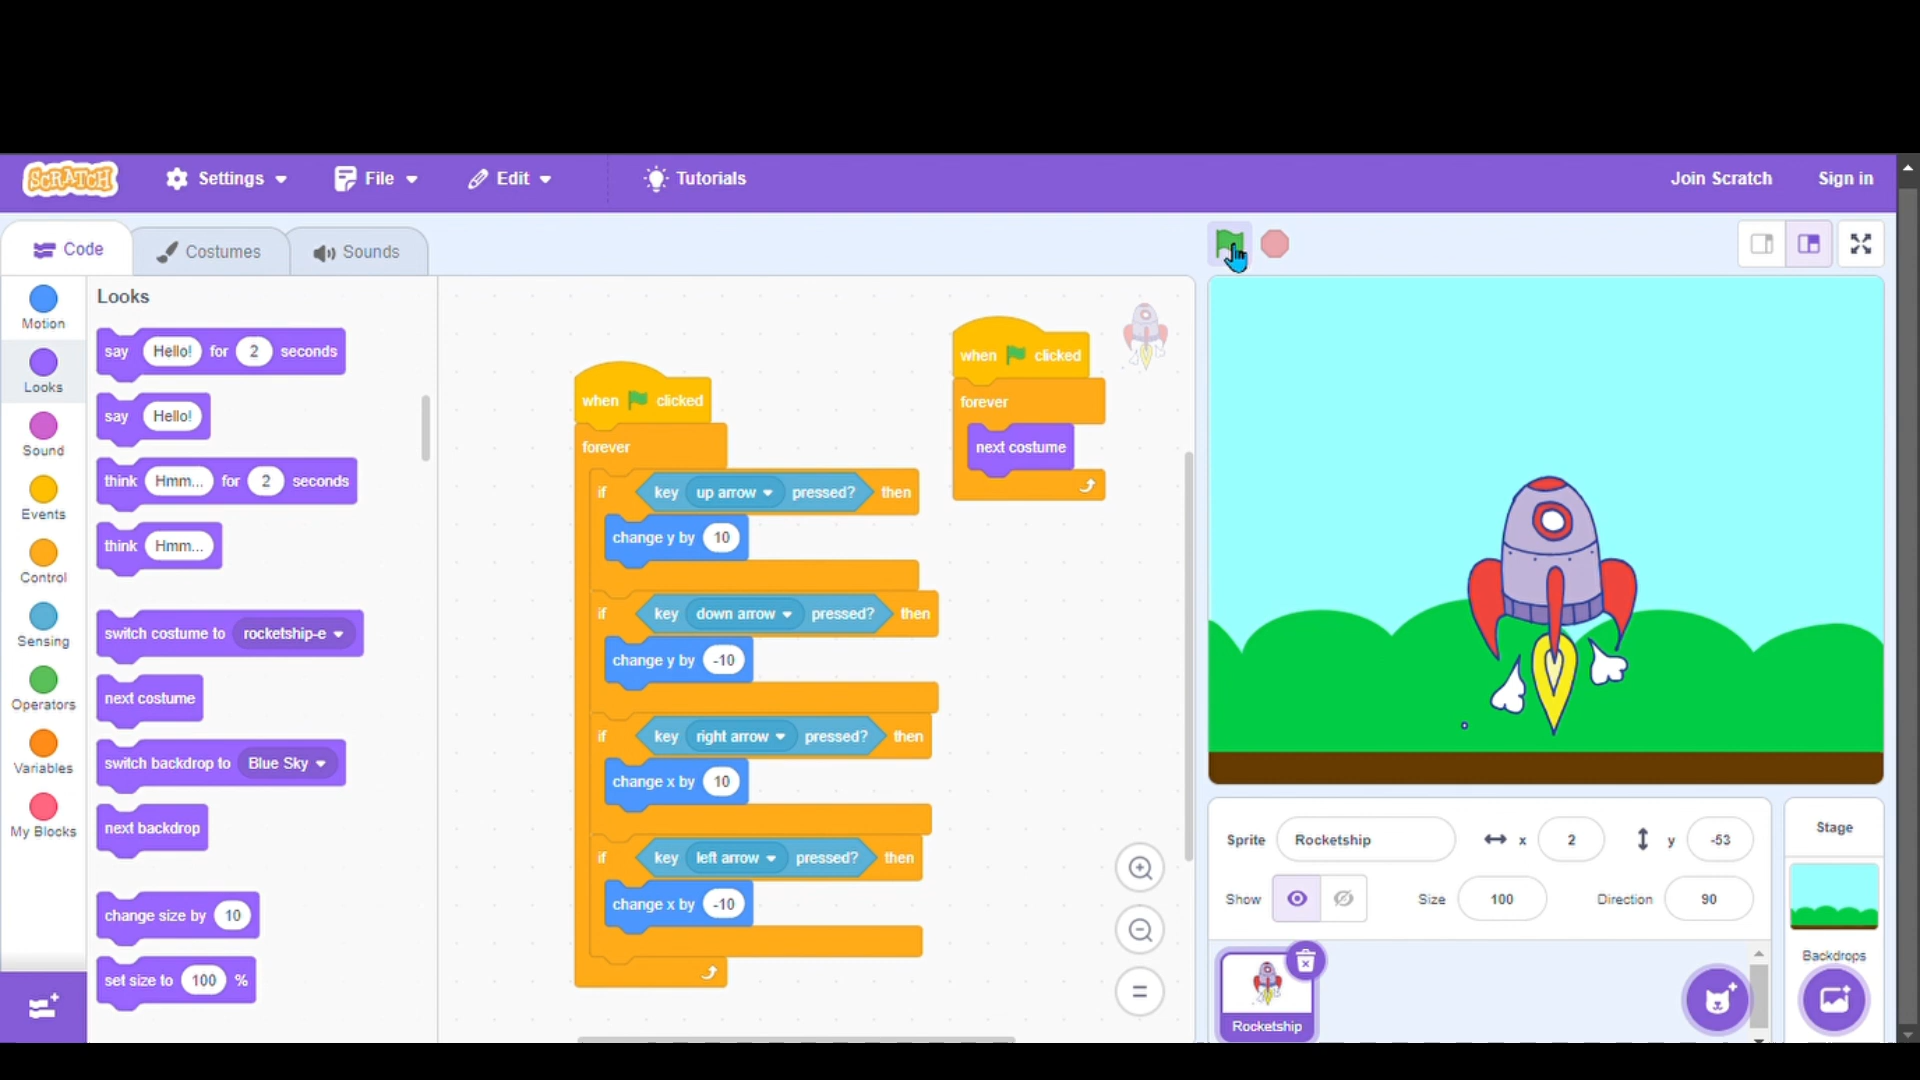 SCRATCH
Settings
File
Edit
Tutorials
Join Scratch
Sign in
Code
Costumes
Sounds
Motion
Looks
Sound
Events
Control
Sensing
Operators
Variables
My Blocks
Looks
say Hello! for 2 seconds
say Hello!
think Hmm... for 2 seconds
think Hmm...
switch costume to rocketship-e
next costume
switch backdrop to Blue Sky
next backdrop
change size by 10
set size to 100 %
when clicked
forever
if key up arrow pressed? then
change y by 10
if key down arrow pressed? then
change y by -10
if key right arrow pressed? then
change x by 10
if key left arrow pressed? then
change x by -10
when clicked
forever
next costume
Sprite Rocketship x 2 y -53
Show Size 100 Direction 90
Rocketship
Stage
Backdrops